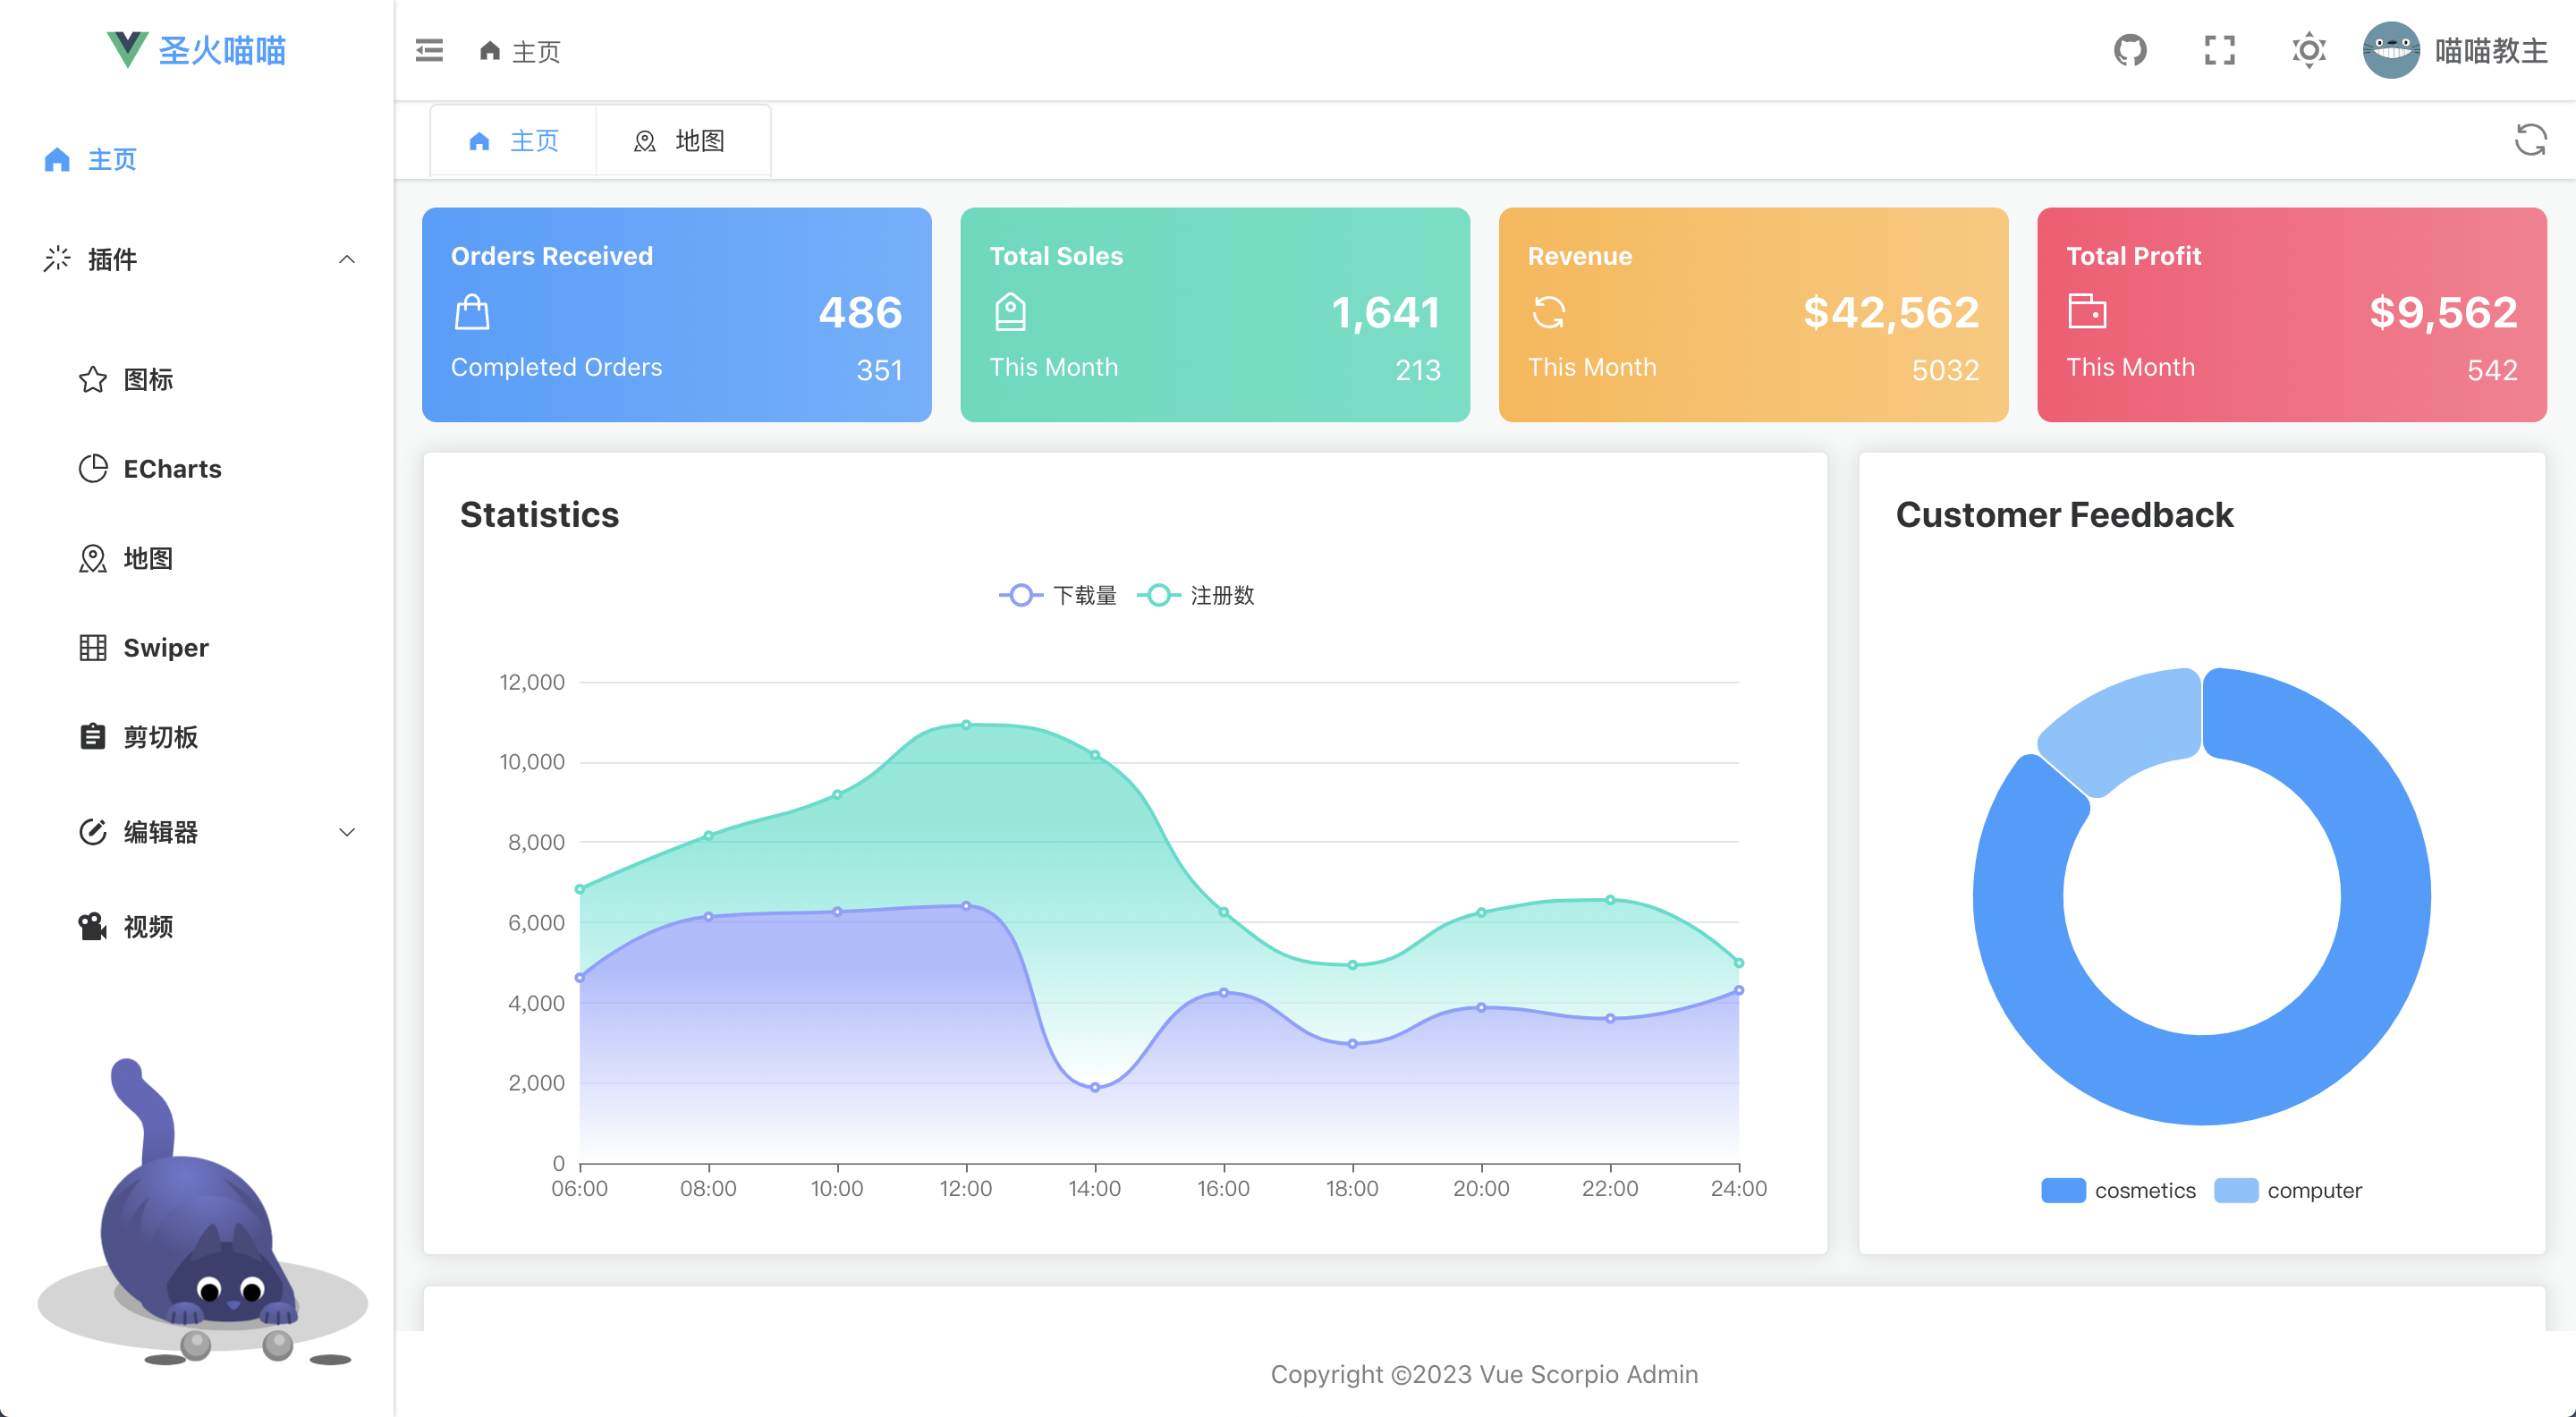 圣火喵喵
主页
插件
图标
ECharts
地图
Swiper
剪切板
编辑器
视频
主页
喵喵教主
主页
地图
Orders Received
486
Completed Orders
351
Total Soles
1,641
This Month
213
Revenue
$42,562
This Month
5032
Total Profit
$9,562
This Month
542
Statistics
下载量
注册数
12,000
10,000
8,000
6,000
4,000
2,000
0
06:00
08:00
10:00
12:00
14:00
16:00
18:00
20:00
22:00
24:00
Customer Feedback
cosmetics
computer
Copyright ©2023 Vue Scorpio Admin